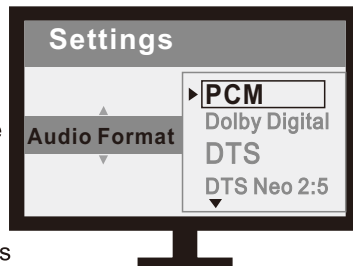 Settings
Audio Format
PCM
Dolby Digital
DTS
DTS Neo 2:5
e
s